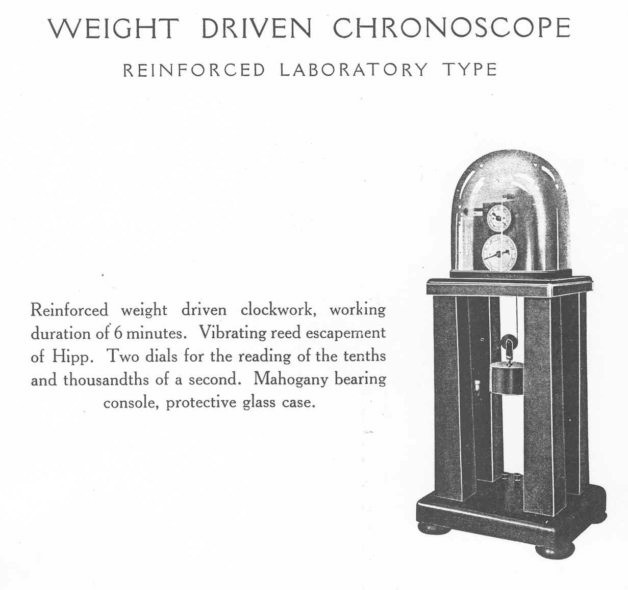 WEIGHT DRIVEN CHRONOSCOPE
REINFORCED LABORATORY TYPE
Reinforced weight driven clockwork, working
duration of 6 minutes. Vibrating reed escapement
of Hipp. Two dials for the reading of the tenths
and thousandths of a second. Mahogany bearing
console, protective glass case.